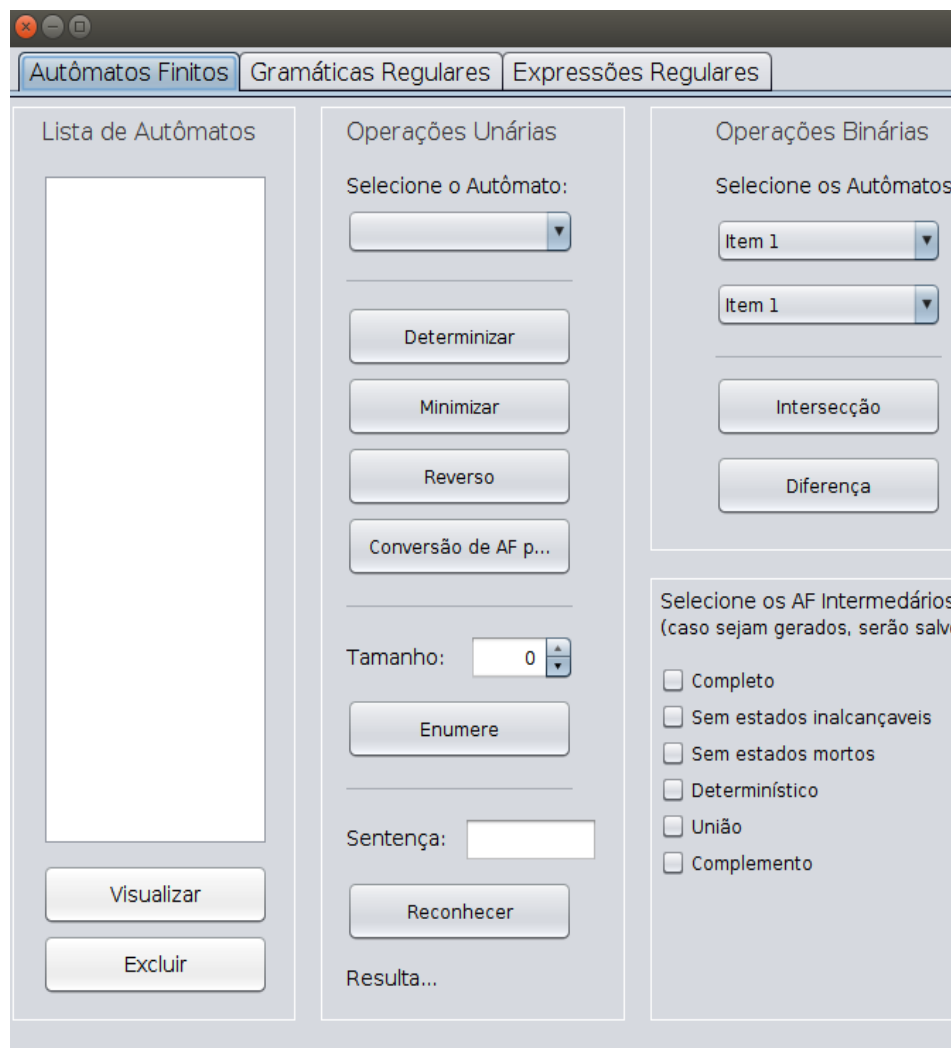 Autômatos Finitos
Gramáticas Regulares
Expressões Regulares
Lista de Autômatos
Visualizar
Excluir
Operações Unárias
Selecione o Autômato:
Determinizar
Minimizar
Reverso
Conversão de AF p...
Tamanho:
0
Enumere
Sentença:
Reconhecer
Resulta...
Operações Binárias
Selecione os Autômatos
Item 1
Item 1
Intersecção
Diferença
Selecione os AF Intermedários
(caso sejam gerados, serão salv
Completo
Sem estados inalcançaveis
Sem estados mortos
Determinístico
União
Complemento